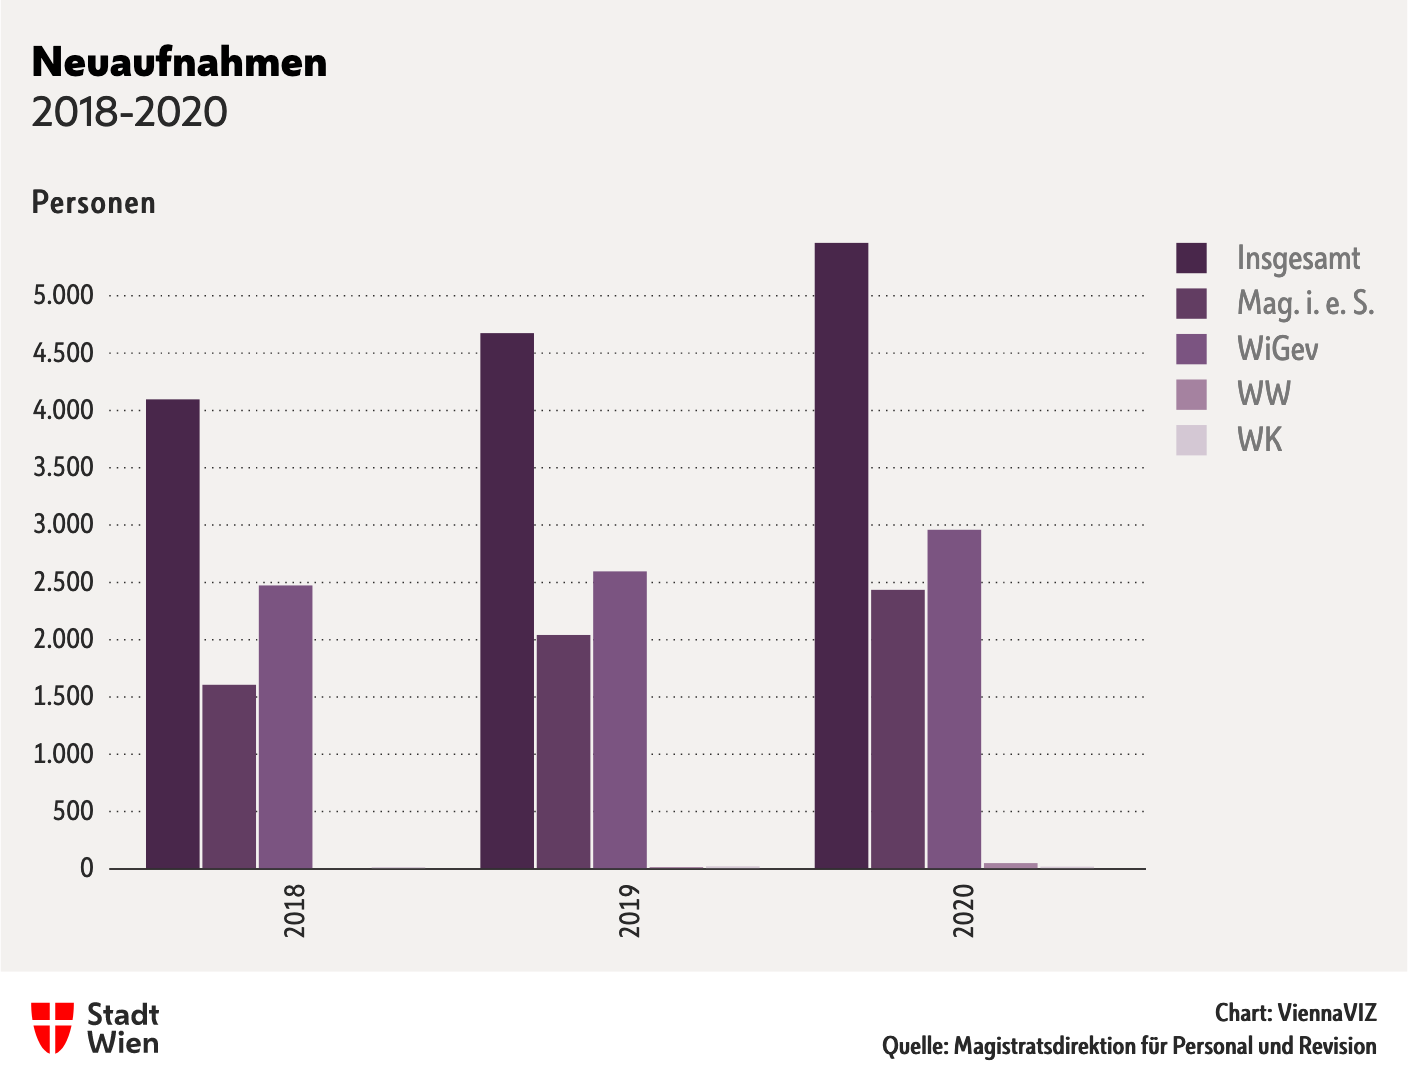 Neuaufnahmen
2018-2020
Personen
5.000
4.500
4.000
3.500
3.000
2.500
2.000
1.500
1.000
500
0
2018
2019
2020
Insgesamt
Mag. i. e. S.
WiGev
WW
WK
Stadt
Wien
Chart: ViennaVIZ
Quelle: Magistratsdirektion für Personal und Revision